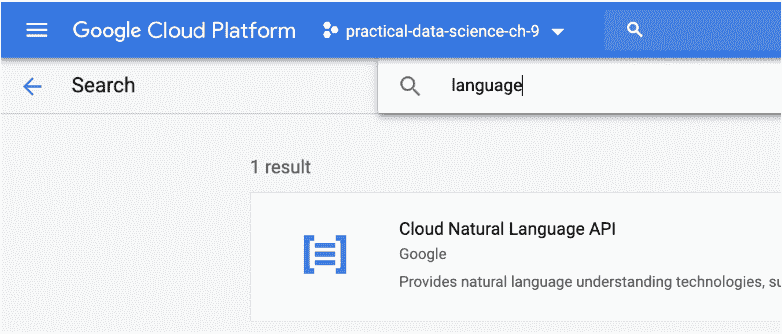 Google Cloud Platform practical-data-science-ch-9
Search language
1 result
Cloud Natural Language API
Google
Provides natural language understanding technologies,